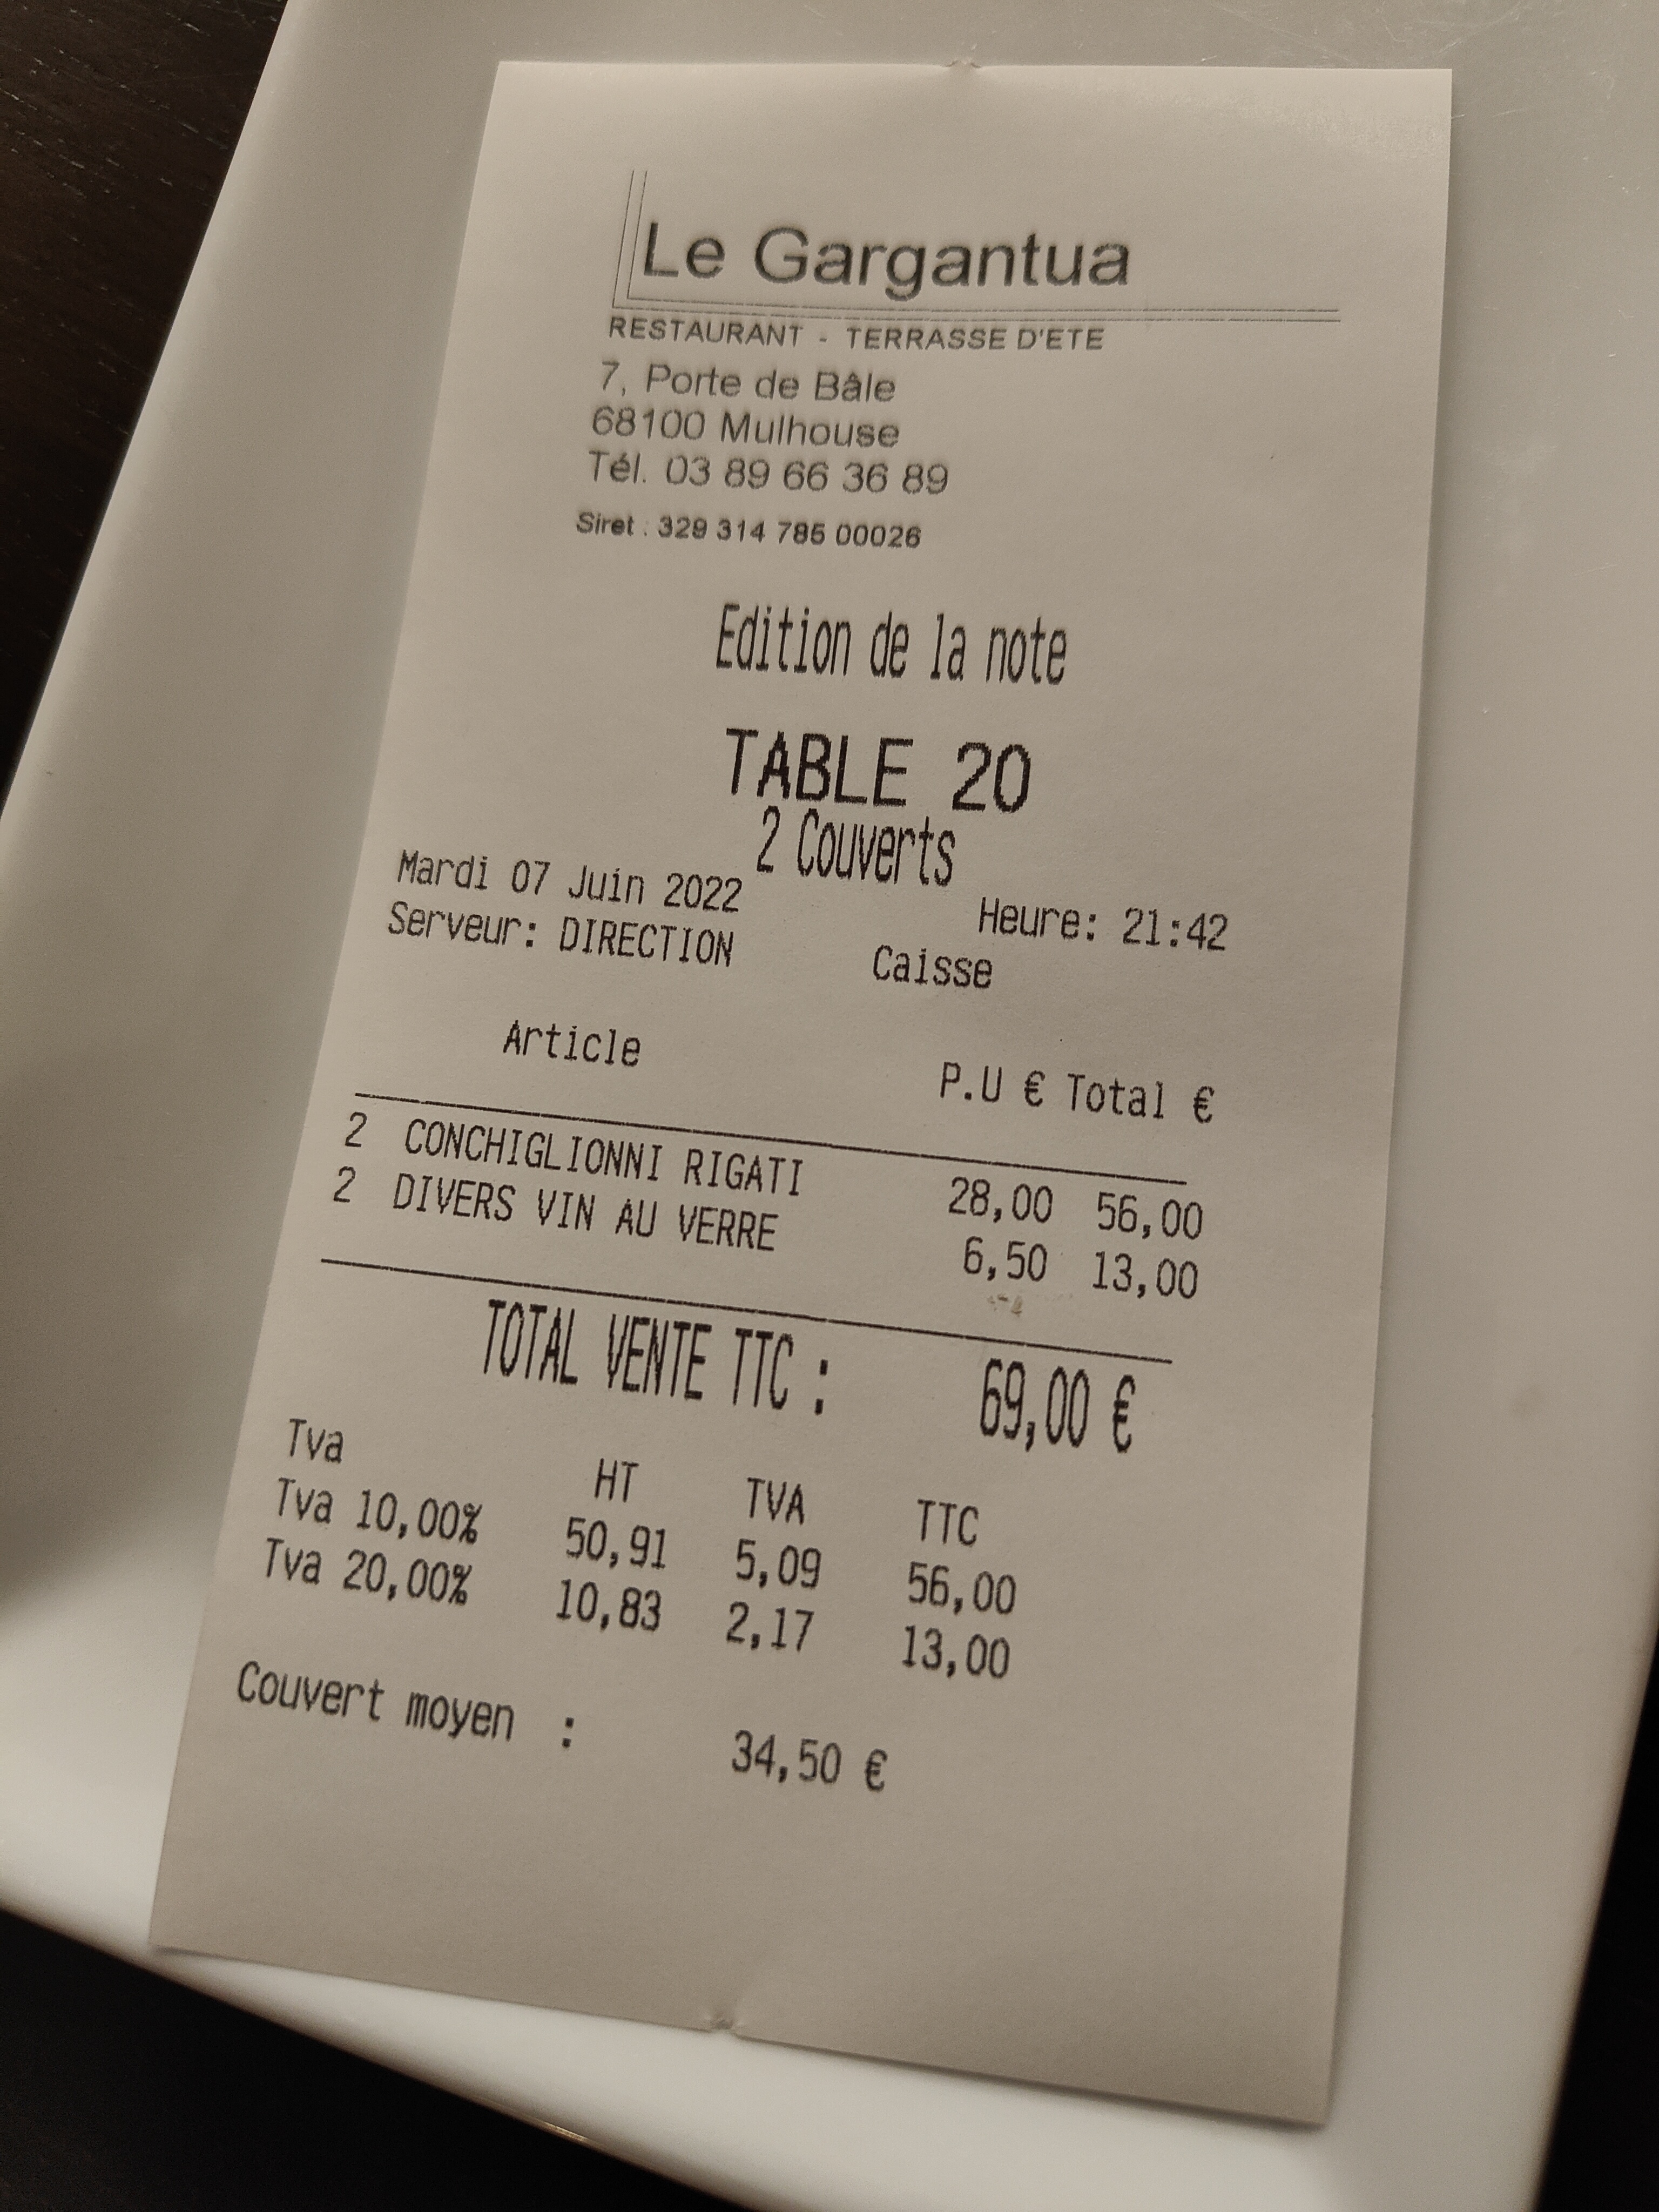 Le Gargantua
RESTAURANT - TERRASSE D'ETE
7, Porte de Bâle
68100 Mulhouse
Tél. 03 89 66 36 89
Siret : 329 314 785 00026
Edition de la note
TABLE 20
2 Couverts
Mardi 07 Juin 2022 Heure: 21:42
Serveur: DIRECTION Caisse
Article P.U € Total €
2 CONCHIGLIONNI RIGATI 28,00 56,00
2 DIVERS VIN AU VERRE 6,50 13,00
TOTAL VENTE TTC : 69,00 €
Tva HT TVA TTC
Tva 10,00% 50,91 5,09 56,00
Tva 20,00% 10,83 2,17 13,00
Couvert moyen : 34,50 €